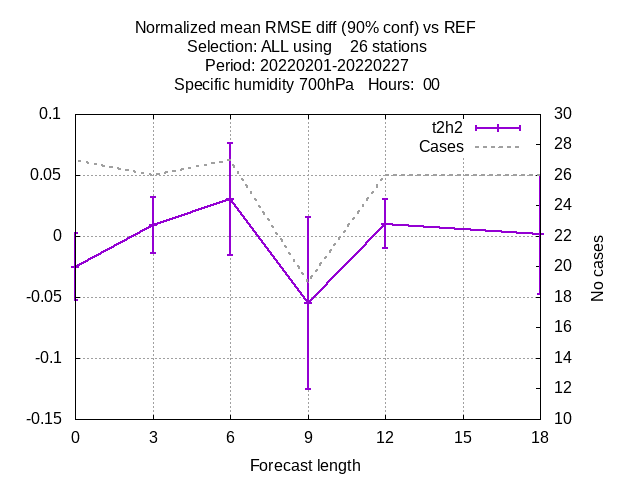 Normalized mean RMSE diff (90% conf) vs REF
Selection: ALL using    26 stations
Period: 20220201-20220227
Specific humidity 700hPa   Hours:  00
t2h2
Cases
0.1
0.05
0
-0.05
-0.1
-0.15
30
28
26
24
22
20
18
16
14
12
10
No cases
0 3 6 9 12 15 18
Forecast length